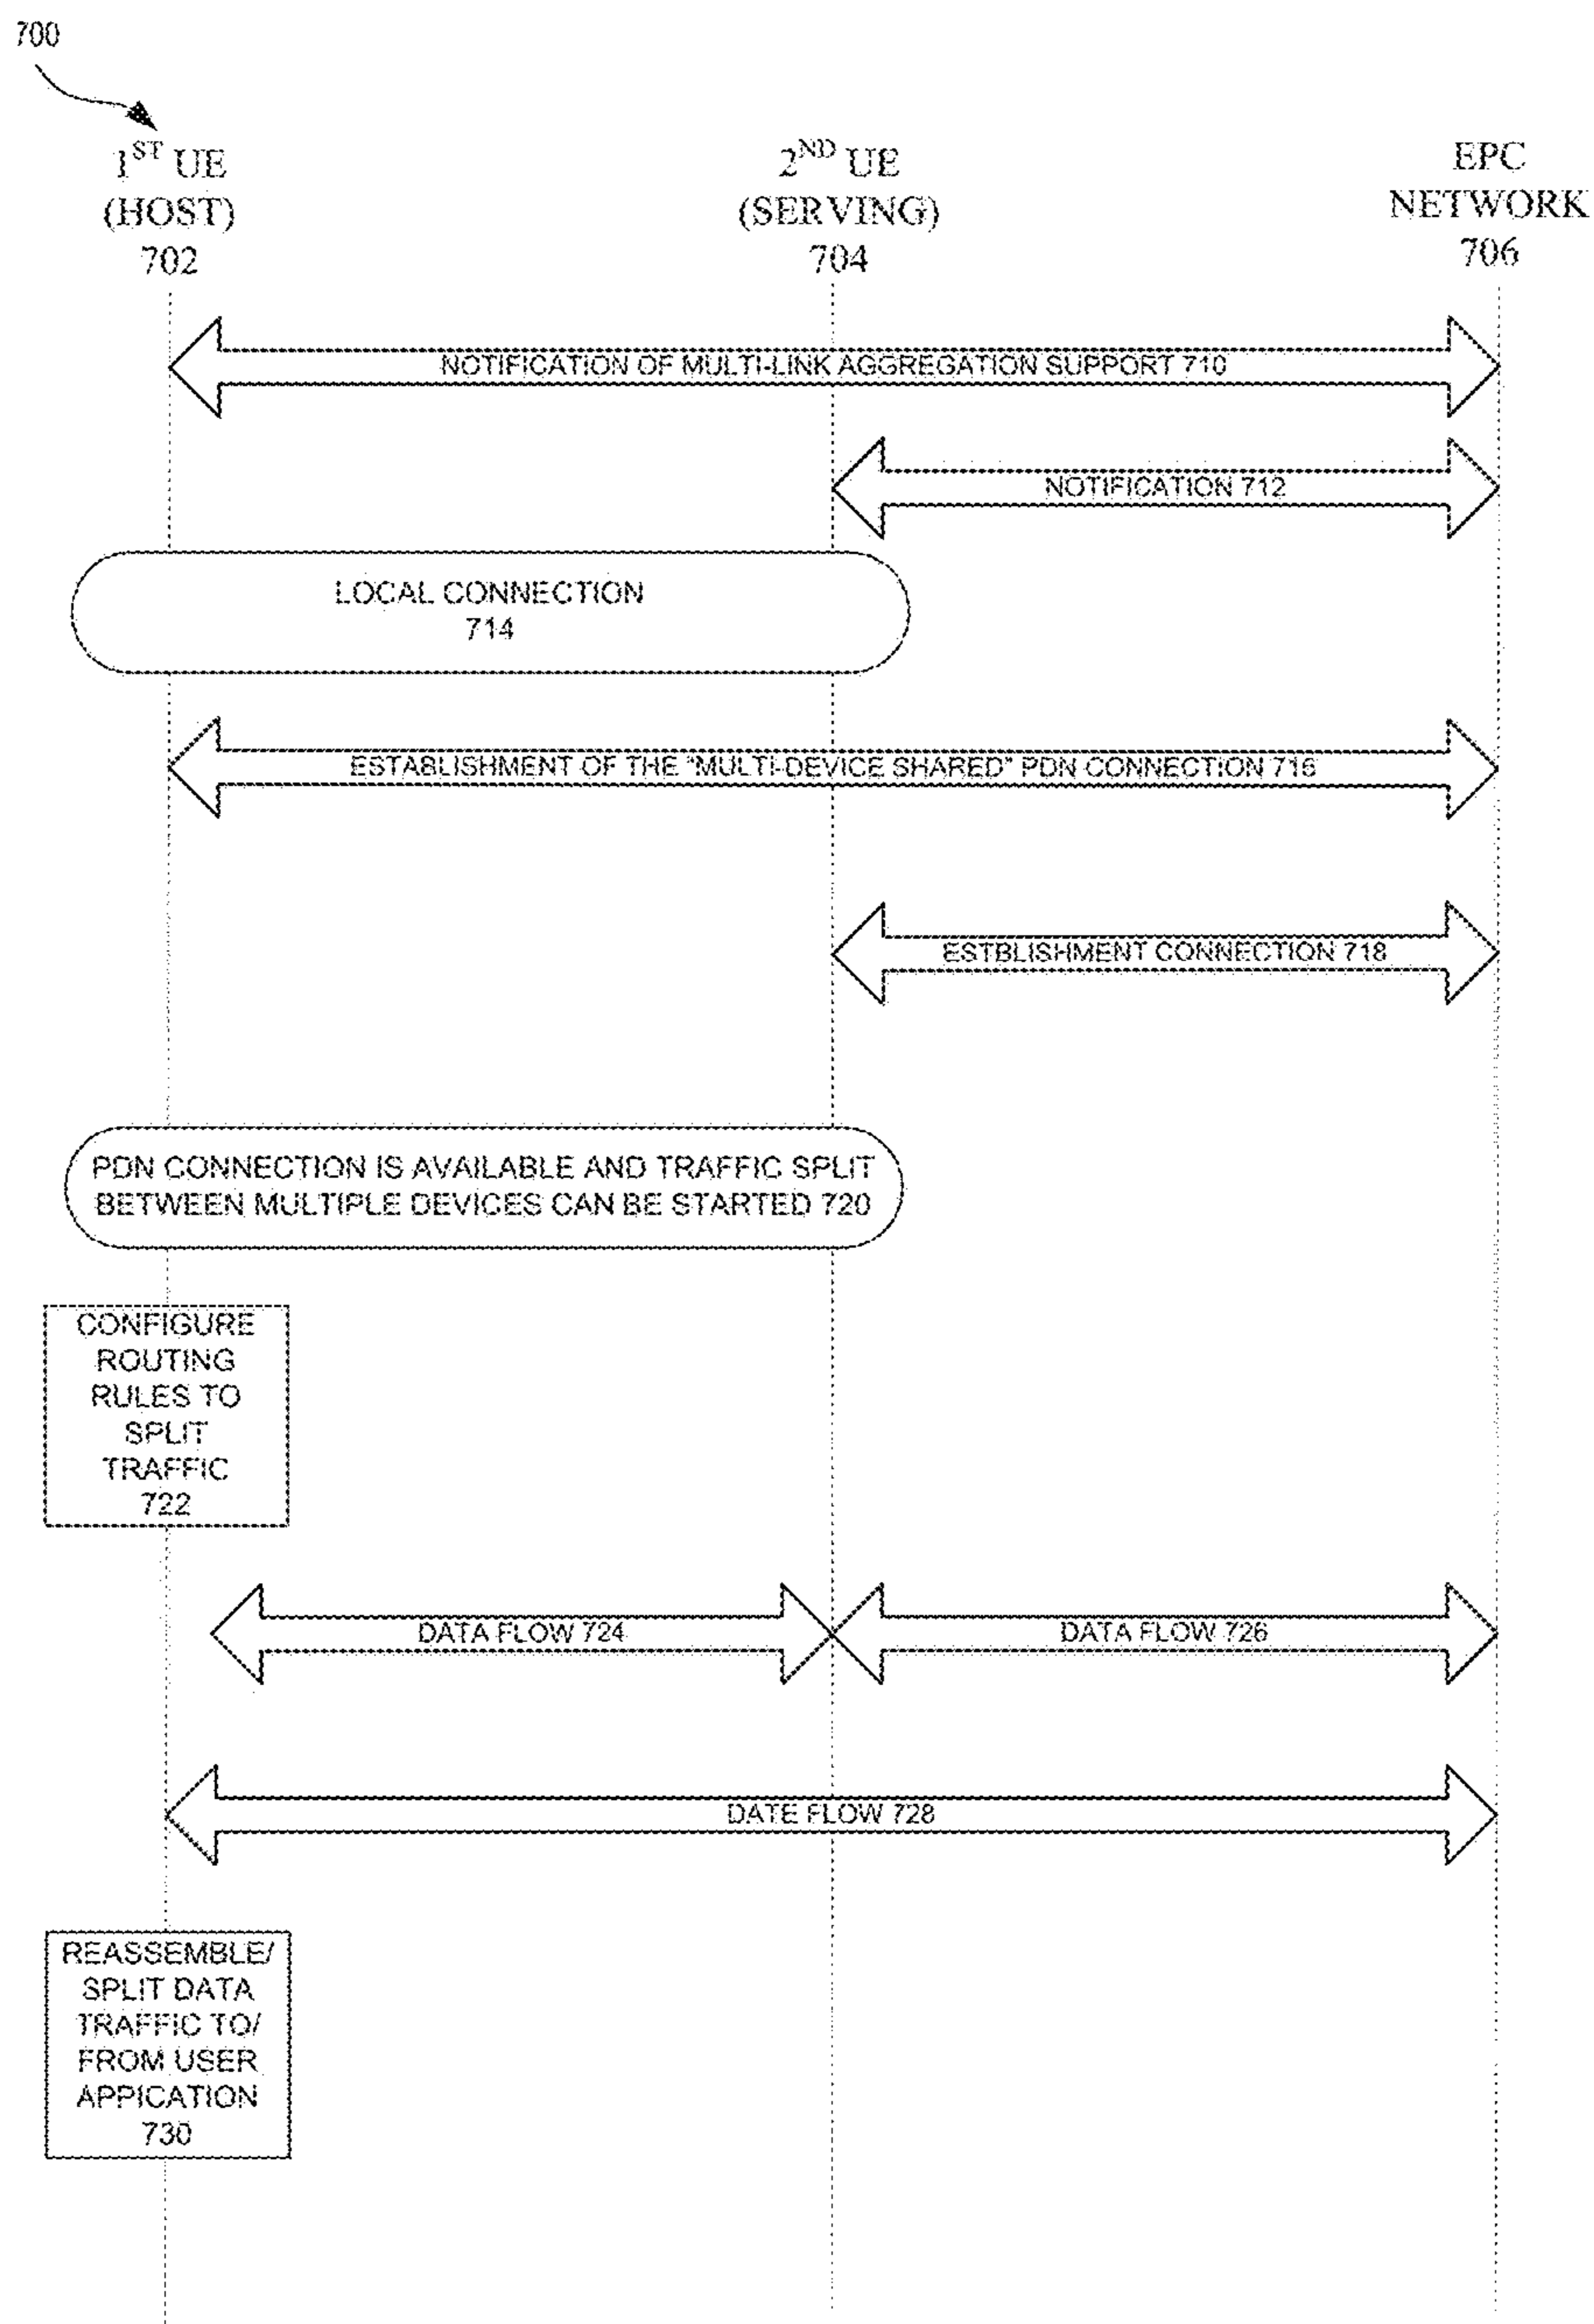 700
1ST UE
(HOST)
702
2ND UE
(SERVING)
704
EPC
NETWORK
706
NOTIFICATION OF MULTI-LINK AGGREGATION SUPPORT 710
NOTIFICATION 712
LOCAL CONNECTION
714
ESTABLISHMENT OF THE "MULTI-DEVICE SHARED" PDN CONNECTION 716
ESTBLISHMENT CONNECTION 718
PDN CONNECTION IS AVAILABLE AND TRAFFIC SPLIT
BETWEEN MULTIPLE DEVICES CAN BE STARTED 720
CONFIGURE
ROUTING
RULES TO
SPLIT
TRAFFIC
722
DATA FLOW 724
DATA FLOW 726
DATE FLOW 728
REASSEMBLE/
SPLIT DATA
TRAFFIC TO/
FROM USER
APPICATION
730